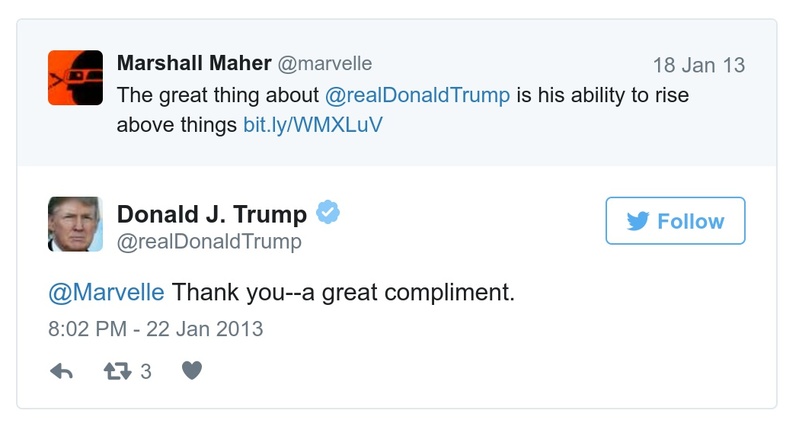 Marshall Maher @marvelle 18 Jan 13
The great thing about @realDonaldTrump is his ability to rise
above things bit.ly/WMXLuV
Donald J. Trump
@realDonaldTrump
Follow
@Marvelle Thank you--a great compliment.
8:02 PM - 22 Jan 2013
3